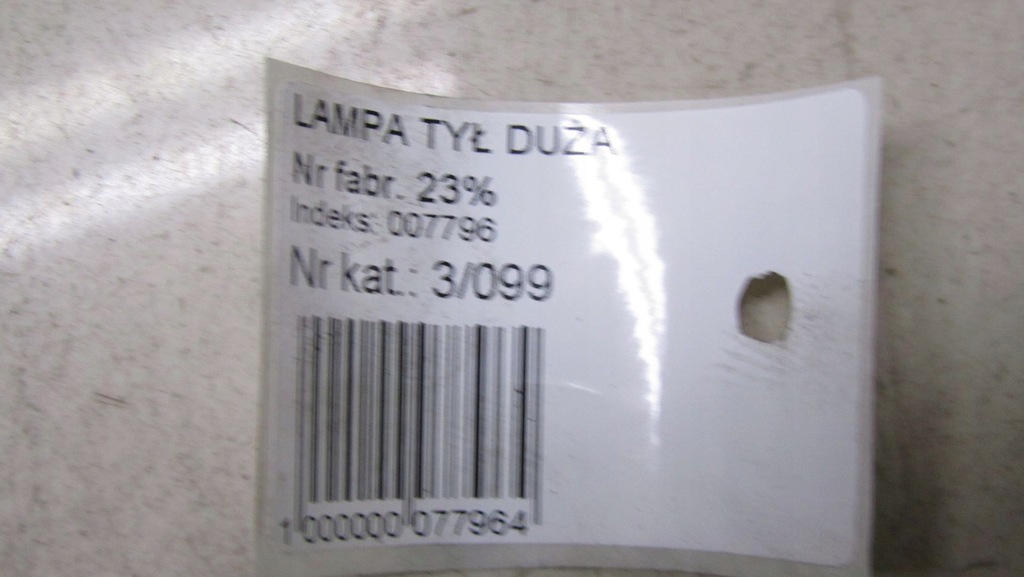 LAMPA TYŁ DUŻA
Nr fabr. 23%
Indeks: 007796
Nr kat.: 3/099
1 000000 077964